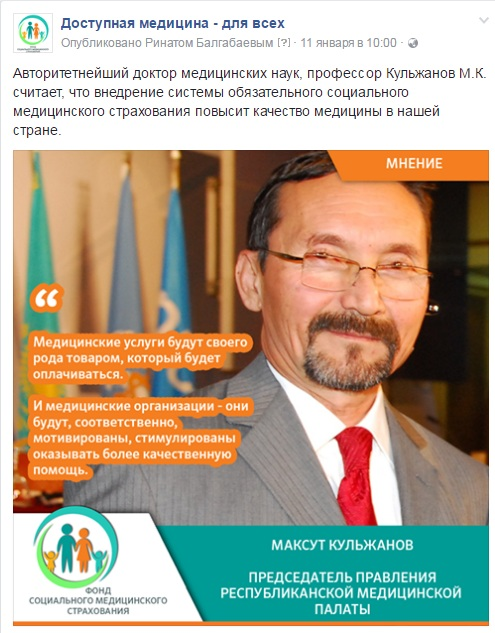 Доступная медицина - для всех
Опубликовано Ринатом Балгабаевым [?] · 11 января в 10:00 ·
Авторитетнейший доктор медицинских наук, профессор Кульжанов М.К.
считает, что внедрение системы обязательного социального
медицинского страхования повысит качество медицины в нашей
стране.
МНЕНИЕ
“
Медицинские услуги будут своего
рода товаром, который будет
оплачиваться.
И медицинские организации - они
будут, соответственно,
мотивированы, стимулированы
оказывать более качественную
помощь.
ФОНД
СОЦИАЛЬНОГО МЕДИЦИНСКОГО
СТРАХОВАНИЯ
МАКСУТ КУЛЬЖАНОВ
ПРЕДСЕДАТЕЛЬ ПРАВЛЕНИЯ
РЕСПУБЛИКАНСКОЙ МЕДИЦИНСКОЙ
ПАЛАТЫ